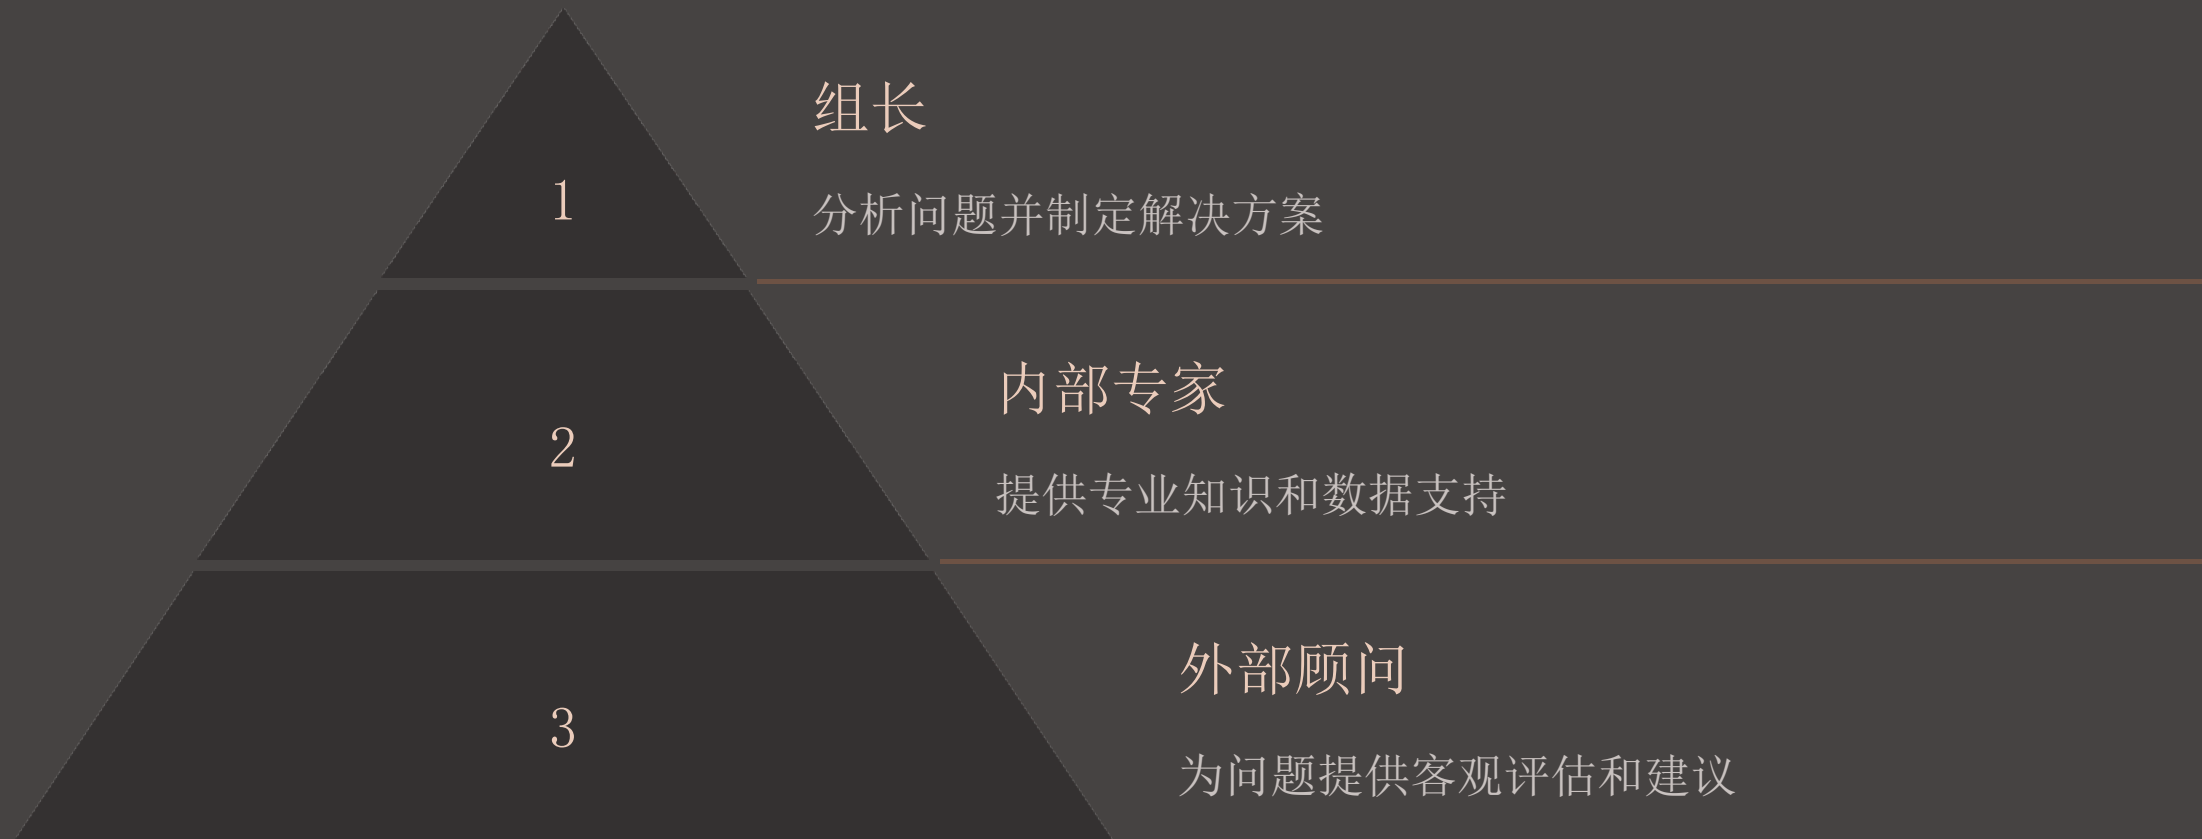 组长
1
分析问题并制定解决方案
内部专家
2
提供专业知识和数据支持
外部顾问
3
为问题提供客观评估和建议